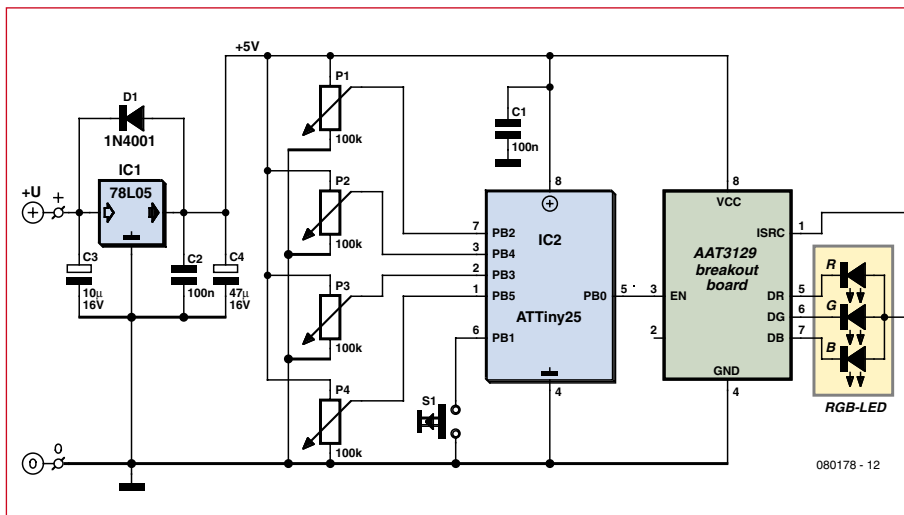 +5V
D1
1N4001
IC1
78L05
+U
+
C3
10μ
16V
C2
100n
C4
47μ
16V
0
0
P1
100k
P2
100k
P3
100k
P4
100k
C1
100n
8
7
PB2
3
PB4
2
PB3
1
PB5
6
PB1
IC2
ATTiny25
PB0
5
4
S1
8
VCC
ISRC
1
AAT3129
breakout
board
3
EN
2
DR
5
DG
6
DB
7
GND
4
R
G
B
RGB-LED
080178 - 12